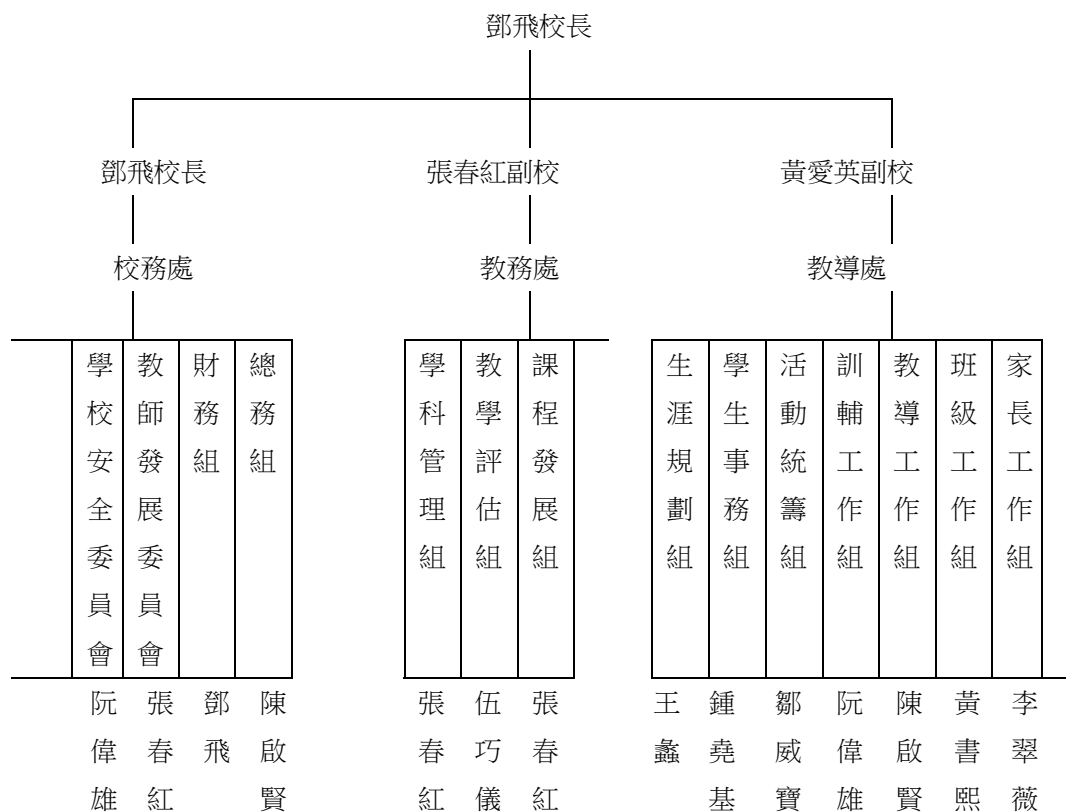 鄧飛校長
鄧飛校長
張春紅副校
黃愛英副校
校務處
教務處
教導處
學校安全委員會
教師發展委員會
財務組
總務組
學科管理組
教學評估組
課程發展組
生涯規劃組
學生事務組
活動統籌組
訓輔工作組
教導工作組
班級工作組
家長工作組
阮偉雄
張春紅
鄧飛
陳啟賢
張春紅
伍巧儀
張春紅
王蠡
鍾堯基
鄒威寶
阮偉雄
陳啟賢
黃書熙
李翠薇